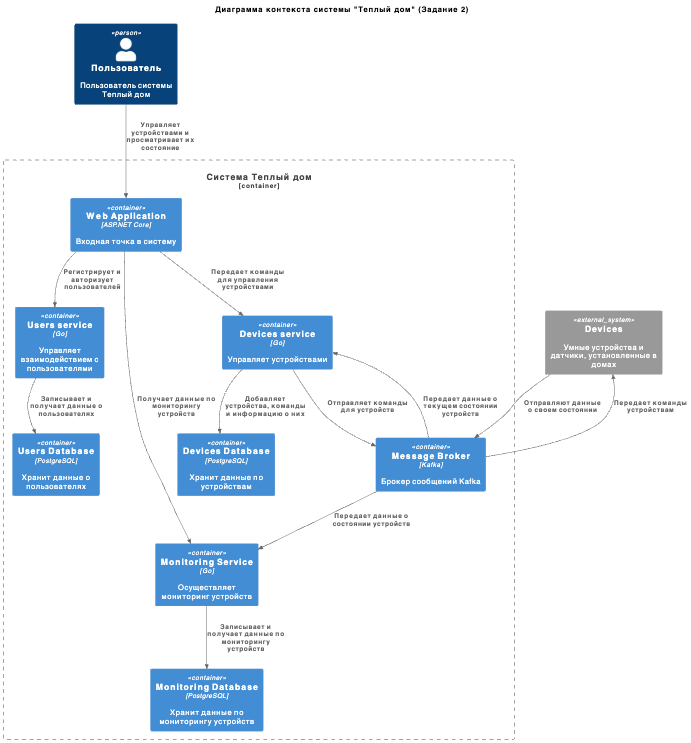 Диаграмма контекста системы "Теплый дом" (Задание 2)
«person»
Пользователь
Пользователь системы
Теплый дом
Управляет
устройствами и
просматривает их
состояние
Система Теплый дом
[container]
«container»
Web Application
[ASP.NET Core]
Входная точка в систему
Регистрирует и
авторизует
пользователей
Передает команды
для управления
устройствами
«container»
Users service
[Go]
Управляет
взаимодействием с
пользователями
«container»
Devices service
[Go]
Управляет устройствами
«external_system»
Devices
Умные устройства и
датчики, установленные в
домах
Записывает и
получает данные о
пользователях
Получает данные по
мониторингу
устройств
Добавляет
устройства, команды
и информацию о них
Отправляет команды
для устройств
Передает данные о
текущем состоянии
устройств
Отправляют данные
о своем состоянии
Передает команды
устройствам
«container»
Users Database
[PostgreSQL]
Хранит данные о
пользователях
«container»
Devices Database
[PostgreSQL]
Хранит данные по
устройствам
«container»
Message Broker
[Kafka]
Брокер сообщений Kafka
Передает данные о
состоянии устройств
«container»
Monitoring Service
[Go]
Осуществляет
мониторинг устройств
Записывает и
получает данные по
мониторингу
устройств
«container»
Monitoring Database
[PostgreSQL]
Хранит данные по
мониторингу устройств